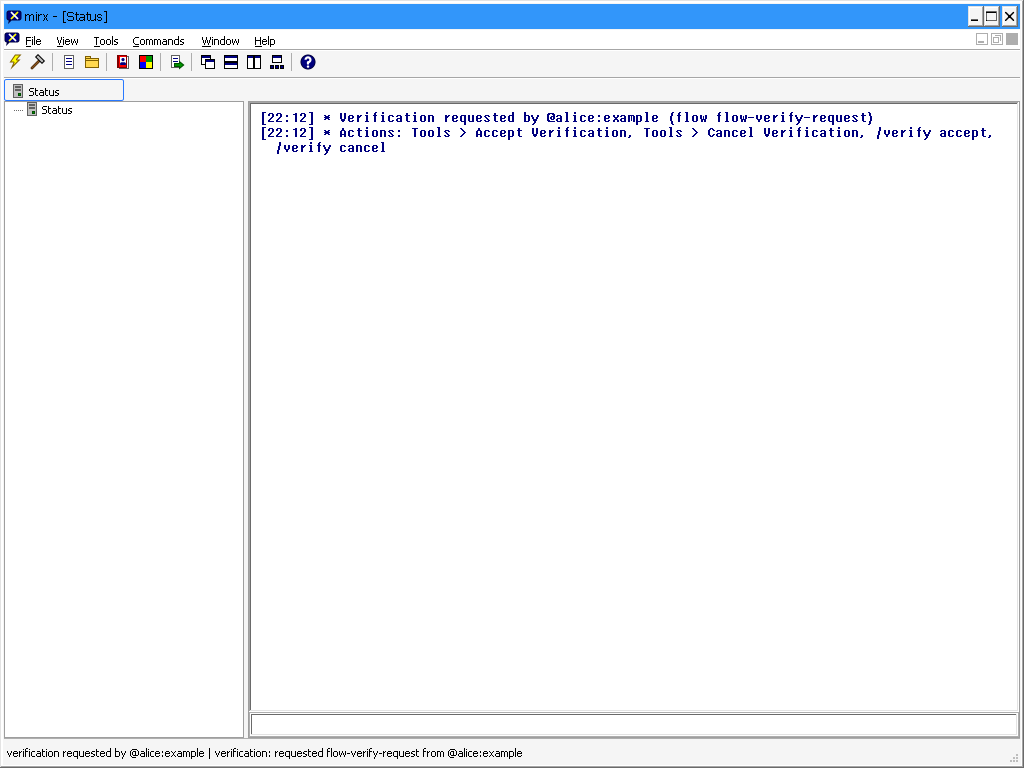 mirx - [Status]
File View Tools Commands Window Help
Status
Status
[22:12] * Verification requested by @alice:example (flow flow-verify-request)
[22:12] * Actions: Tools > Accept Verification, Tools > Cancel Verification, /verify accept,
/verify cancel
verification requested by @alice:example | verification: requested flow-verify-request from @alice:example